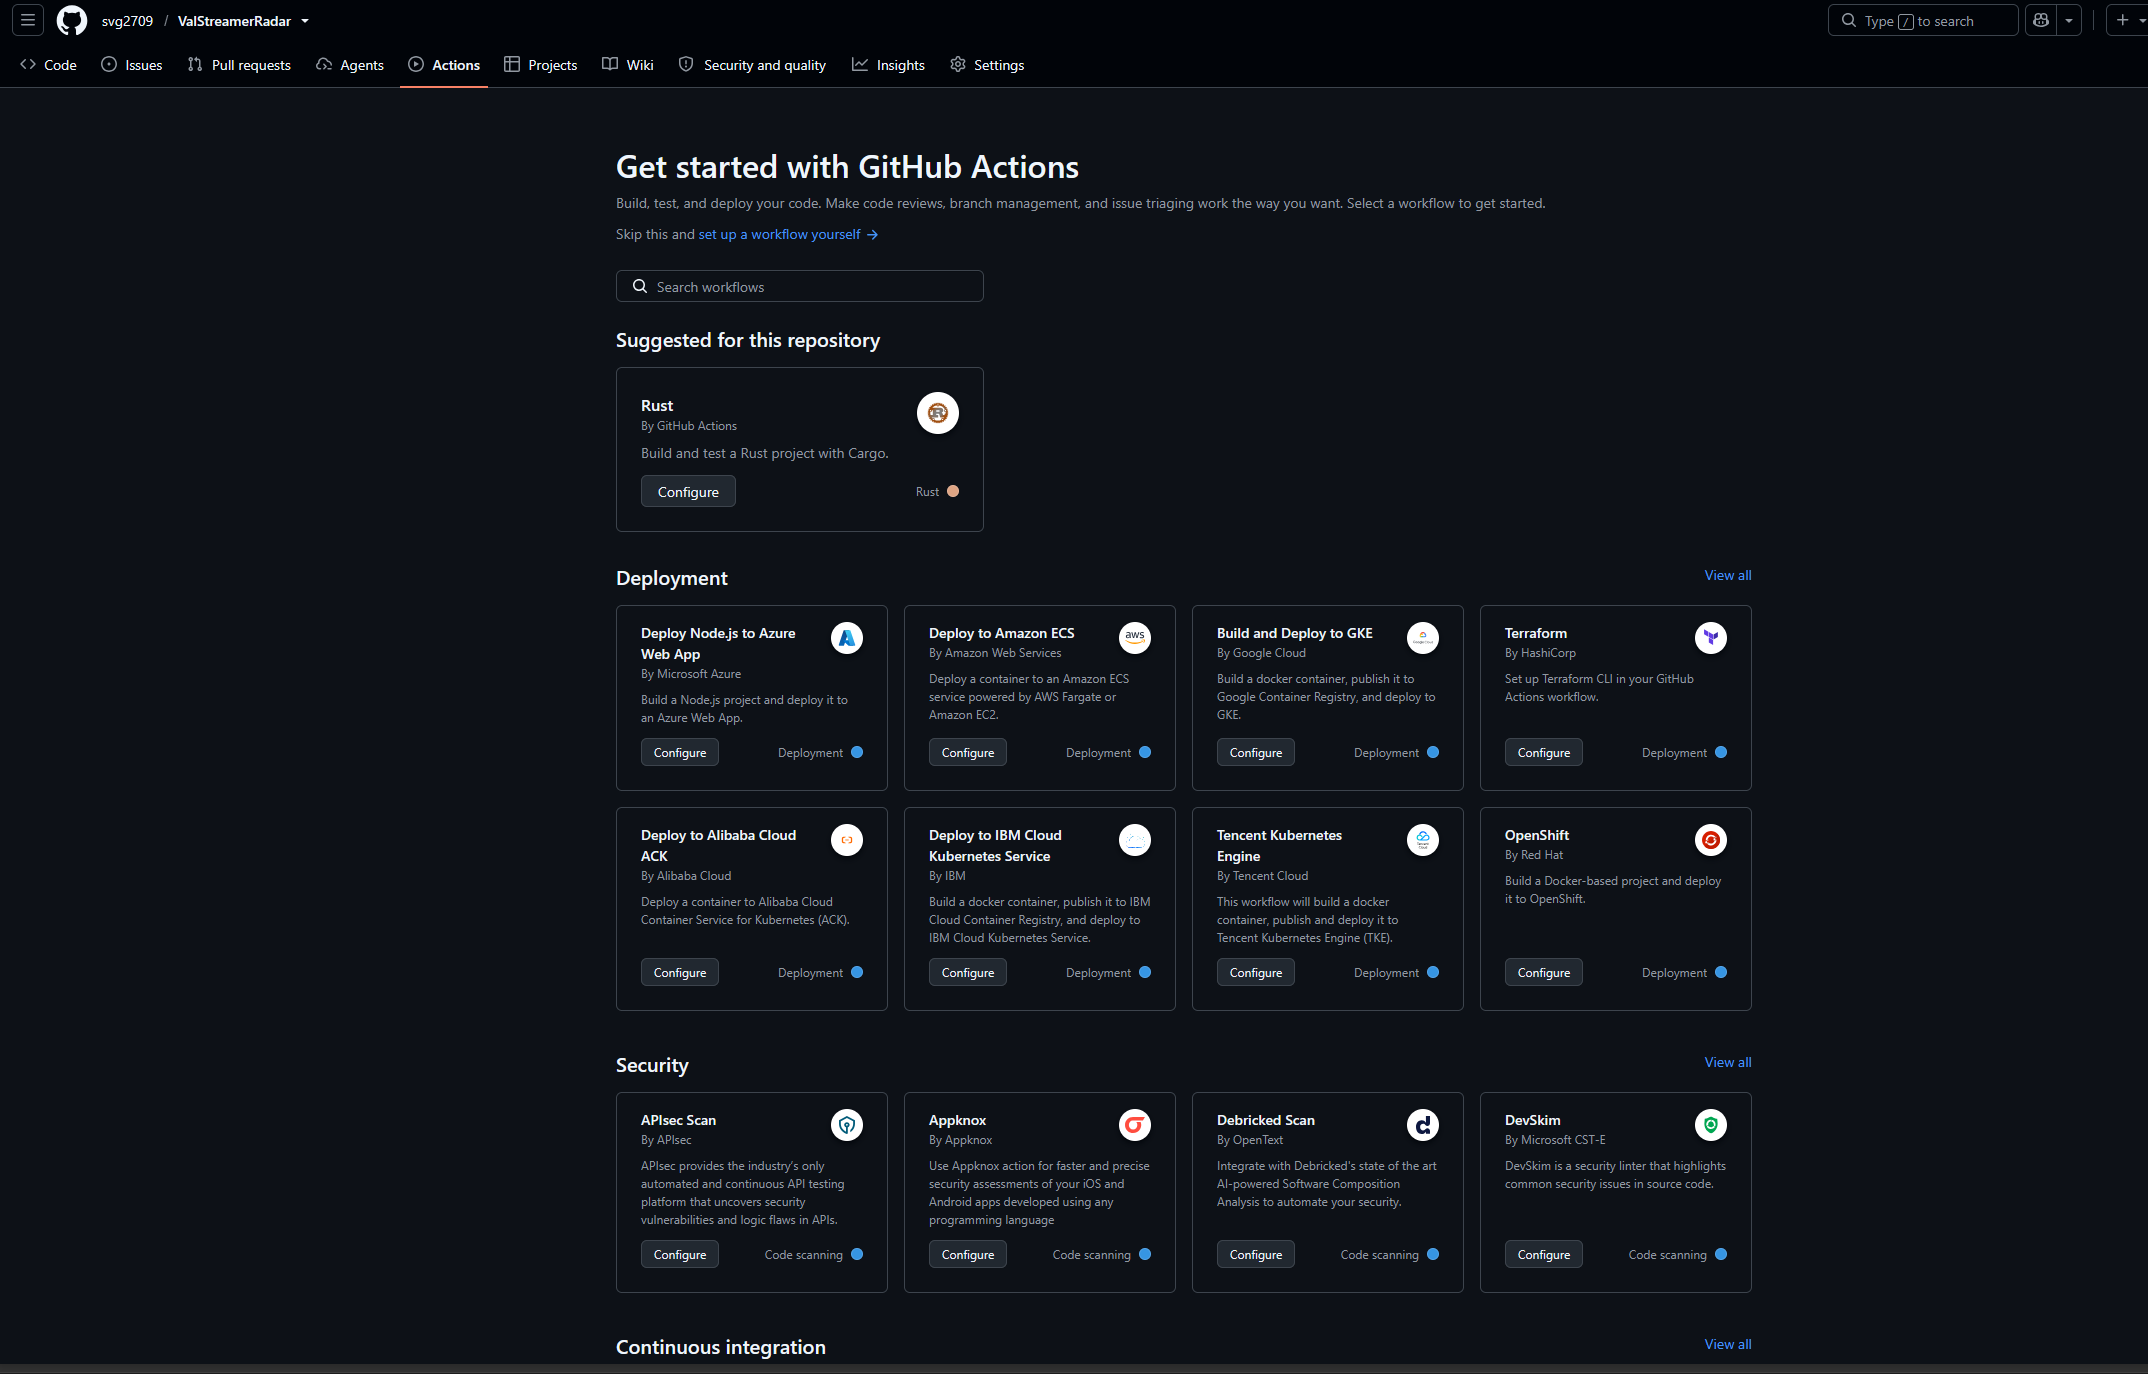 svg2709 / ValStreamerRadar
Type / to search
Code
Issues
Pull requests
Agents
Actions
Projects
Wiki
Security and quality
Insights
Settings
Get started with GitHub Actions
Build, test, and deploy your code. Make code reviews, branch management, and issue triaging work the way you want. Select a workflow to get started.
Skip this and set up a workflow yourself →
Search workflows
Suggested for this repository
Rust
By GitHub Actions
Build and test a Rust project with Cargo.
Configure
Rust
Deployment
View all
Deploy Node.js to Azure
Web App
By Microsoft Azure
Build a Node.js project and deploy it to
an Azure Web App.
Configure
Deployment
Deploy to Amazon ECS
aws
By Amazon Web Services
Deploy a container to an Amazon ECS
service powered by AWS Fargate or
Amazon EC2.
Configure
Deployment
Build and Deploy to GKE
By Google Cloud
Build a docker container, publish it to
Google Container Registry, and deploy to
GKE.
Configure
Deployment
Terraform
By HashiCorp
Set up Terraform CLI in your GitHub
Actions workflow.
Configure
Deployment
Deploy to Alibaba Cloud
ACK
By Alibaba Cloud
Deploy a container to Alibaba Cloud
Container Service for Kubernetes (ACK).
Configure
Deployment
Deploy to IBM Cloud
Kubernetes Service
By IBM
Build a docker container, publish it to IBM
Cloud Container Registry, and deploy to
IBM Cloud Kubernetes Service.
Configure
Deployment
Tencent Kubernetes
Engine
By Tencent Cloud
This workflow will build a docker
container, publish and deploy it to
Tencent Kubernetes Engine (TKE).
Configure
Deployment
OpenShift
By Red Hat
Build a Docker-based project and deploy
it to OpenShift.
Configure
Deployment
Security
View all
APIsec Scan
By APIsec
APIsec provides the industry's only
automated and continuous API testing
platform that uncovers security
vulnerabilities and logic flaws in APIs.
Configure
Code scanning
Appknox
By Appknox
Use Appknox action for faster and precise
security assessments of your iOS and
Android apps developed using any
programming language
Configure
Code scanning
Debricked Scan
By OpenText
Integrate with Debricked's state of the art
AI-powered Software Composition
Analysis to automate your security.
Configure
Code scanning
DevSkim
By Microsoft CST-E
DevSkim is a security linter that highlights
common security issues in source code.
Configure
Code scanning
Continuous integration
View all